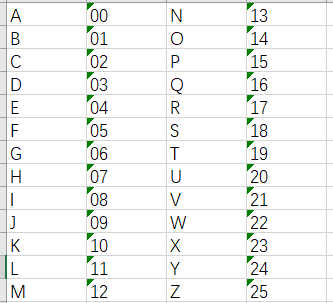 A 00 N 13
B 01 O 14
C 02 P 15
D 03 Q 16
E 04 R 17
F 05 S 18
G 06 T 19
H 07 U 20
I 08 V 21
J 09 W 22
K 10 X 23
L 11 Y 24
M 12 Z 25